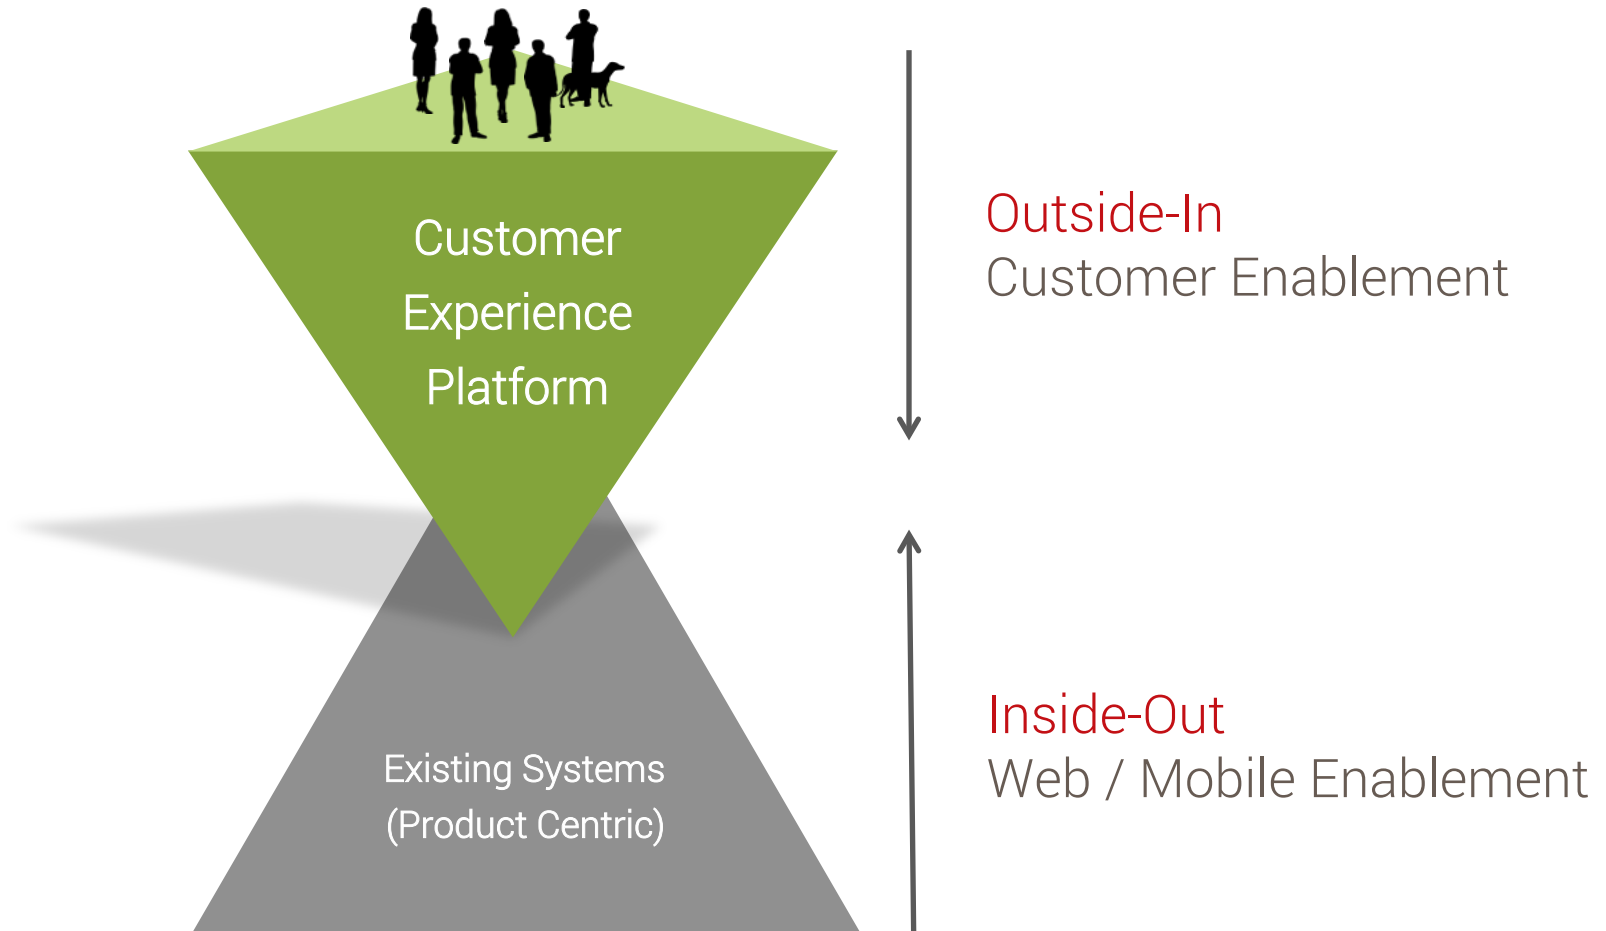 Customer
Experience
Platform
Outside-In
Customer Enablement
Existing Systems
(Product Centric)
Inside-Out
Web / Mobile Enablement